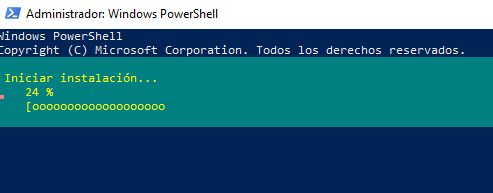 Administrador: Windows PowerShell
Windows PowerShell
Copyright (C) Microsoft Corporation. Todos los derechos reservados.
Iniciar instalación...
24 %
[ooooooooooooooooooo